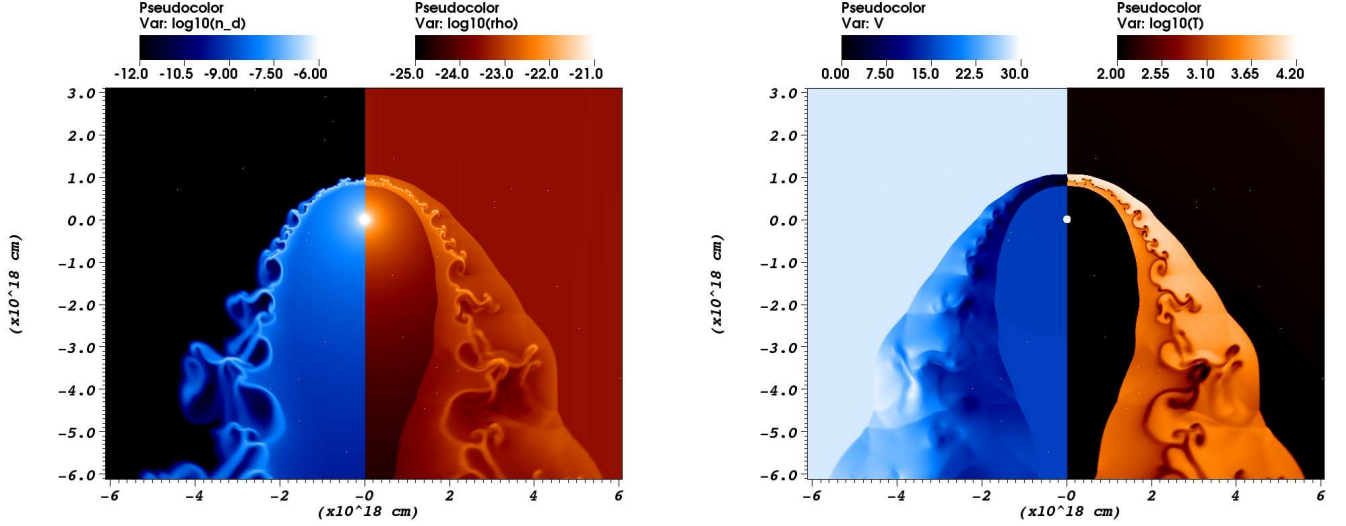 Pseudocolor
Var: log10(n_d)
-12.0 -10.5 -9.00 -7.50 -6.00
Pseudocolor
Var: log10(rho)
-25.0 -24.0 -23.0 -22.0 -21.0
3.0
2.0
1.0
0.0
-1.0
-2.0
-3.0
-4.0
-5.0
-6.0
(x10^18 cm)
-6 -4 -2 -0 2 4 6
(x10^18 cm)
Pseudocolor
Var: V
0.00 7.50 15.0 22.5 30.0
Pseudocolor
Var: log10(T)
2.00 2.55 3.10 3.65 4.20
3.0
2.0
1.0
0.0
-1.0
-2.0
-3.0
-4.0
-5.0
-6.0
(x10^18 cm)
-6 -4 -2 -0 2 4 6
(x10^18 cm)